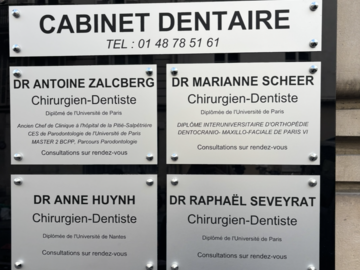 CABINET DENTAIRE
TEL : 01 48 78 51 61
DR ANTOINE ZALCBERG
Chirurgien-Dentiste
Diplômé de l'Université de Paris
Ancien Chef de Clinique à l'hôpital de la Pitié-Salpétrière
CES de Parodontologie de l'Université de Paris
MASTER 2 BCPP, Parcours Parodontologie
Consultations sur rendez-vous
DR MARIANNE SCHEER
Chirurgien-Dentiste
Diplômée de l'Université de Paris
DIPLÔME INTERUNIVERSITAIRE D'ORTHOPÉDIE
DENTOCRANIO- MAXILLO-FACIALE DE PARIS VI
Consultations sur rendez-vous
DR ANNE HUYNH
Chirurgien-Dentiste
Diplômée de l'Université de Nantes
Consultations sur rendez-vous
DR RAPHAËL SEVEYRAT
Chirurgien-Dentiste
Diplômé de l'Université de Paris
Consultations sur rendez-vous